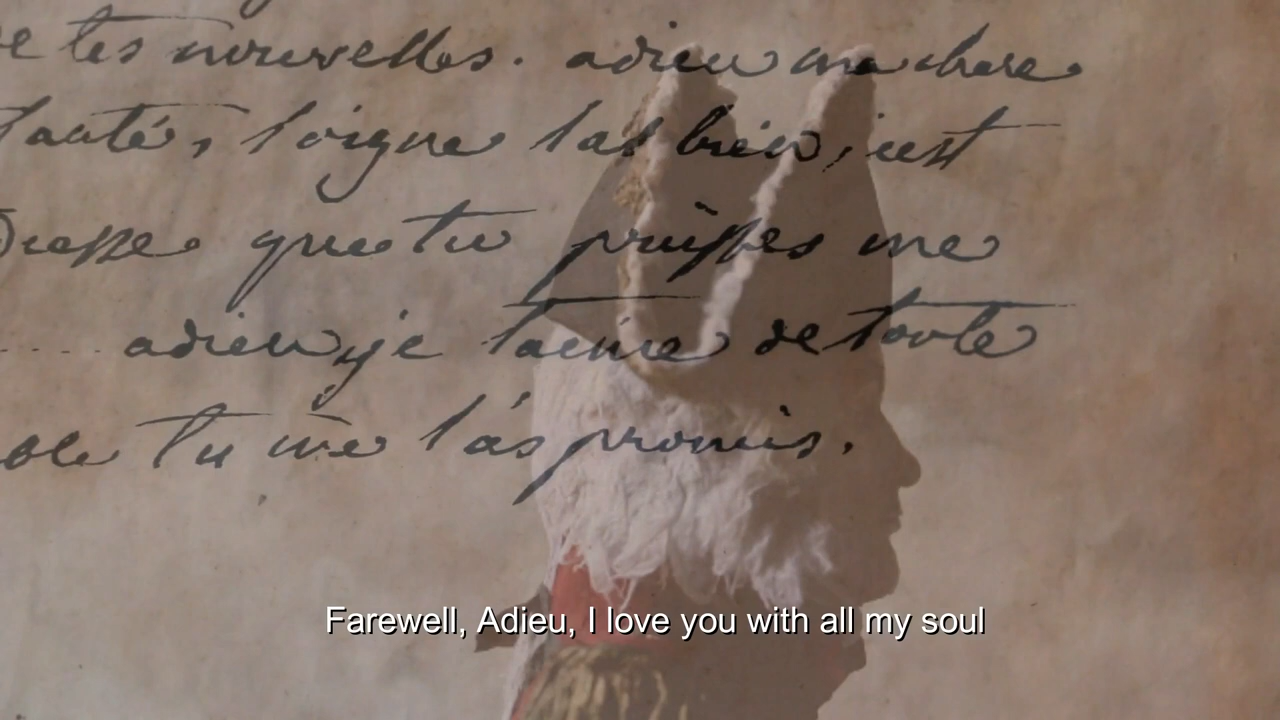 de tes nouvelles. adieu ma chere
santé, soigne la bien, c'est
que tu puisses me
adieu, je t'aime de toute
tu me l'as promis.
Farewell, Adieu, I love you with all my soul